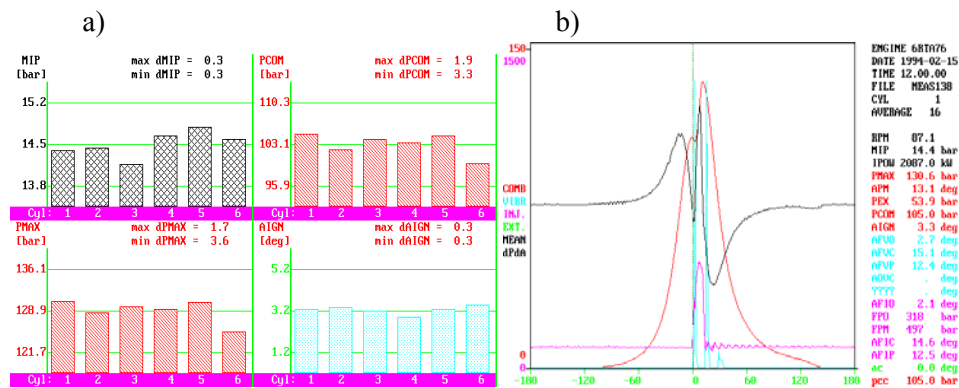 a)
b)
MIP
[bar]
max dMIP = 0.3
min dMIP = 0.3
15.2
14.5
13.8
Cyl: 1 2 3 4 5 6
PCOM
[bar]
max dPCOM = 1.9
min dPCOM = 3.3
110.3
103.1
95.9
Cyl: 1 2 3 4 5 6
PMAX
[bar]
max dPMAX = 1.7
min dPMAX = 3.6
136.1
128.9
121.7
Cyl: 1 2 3 4 5 6
AIGN
[deg]
max dAIGN = 0.3
min dAIGN = 0.3
5.2
3.2
1.2
Cyl: 1 2 3 4 5 6
150
1500
COMB
VIBR
INJ.
EXT.
MEAN
dPdA
0
0
-180 -120 -60 0 60 120 180
ENGINE 6RTA76
DATE 1994-02-15
TIME 12.00.00
FILE MEAS138
CYL 1
AVERAGE 16
RPM 87.1
MIP 14.4 bar
IPOW 2087.0 kW
PMAX 130.6 bar
APM 13.1 deg
PEX 53.9 bar
PCOM 105.0 bar
AIGN 3.3 deg
AFVO 2.7 deg
AFVC 15.1 deg
AFVP 12.4 deg
AOVC . deg
???? . deg
AFIO 2.1 deg
FPO 318 bar
FPM 497 bar
AFIC 14.6 deg
AFIP 12.5 deg
ac 0.0 deg
pcc 105.0 bar